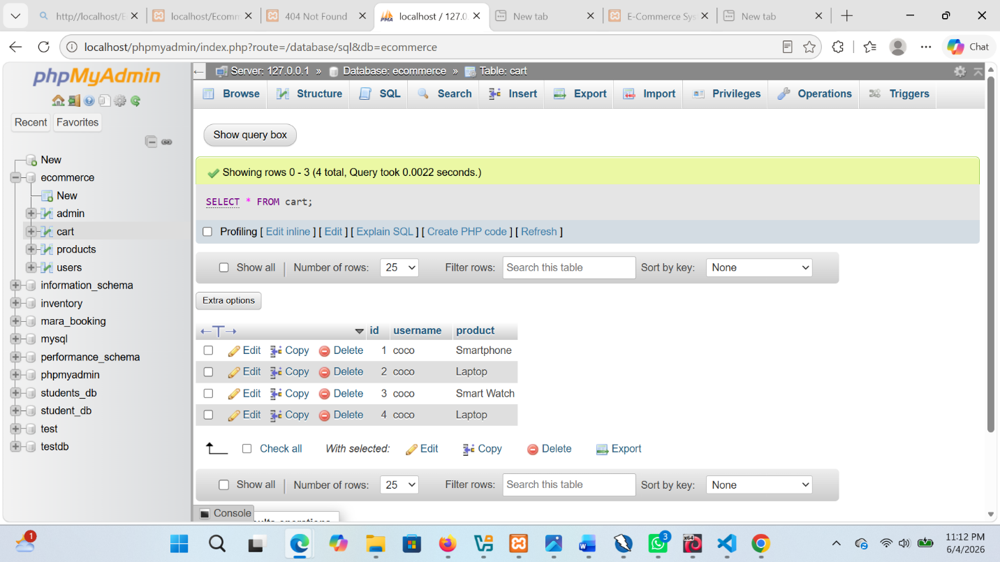 http//localhost/E
localhost/Ecomm
404 Not Found
localhost / 127.0.
New tab
E-Commerce Sys
New tab
localhost/phpmyadmin/index.php?route=/database/sql&db=ecommerce
Chat
phpMyAdmin
Recent
Favorites
New
ecommerce
New
admin
cart
products
users
information_schema
inventory
mara_booking
mysql
performance_schema
phpmyadmin
students_db
student_db
test
testdb
Server: 127.0.0.1 » Database: ecommerce » Table: cart
Browse Structure SQL Search Insert Export Import Privileges Operations Triggers
Show query box
Showing rows 0 - 3 (4 total, Query took 0.0022 seconds.)
SELECT * FROM cart;
Profiling [ Edit inline ] [ Edit ] [ Explain SQL ] [ Create PHP code ] [ Refresh ]
Show all | Number of rows: 25 Filter rows: Search this table Sort by key: None
Extra options
←T→ id username product
Edit Copy Delete 1 coco Smartphone
Edit Copy Delete 2 coco Laptop
Edit Copy Delete 3 coco Smart Watch
Edit Copy Delete 4 coco Laptop
Check all With selected: Edit Copy Delete Export
Show all | Number of rows: 25 Filter rows: Search this table Sort by key: None
Console
1
3
x64
11:12 PM
6/4/2026